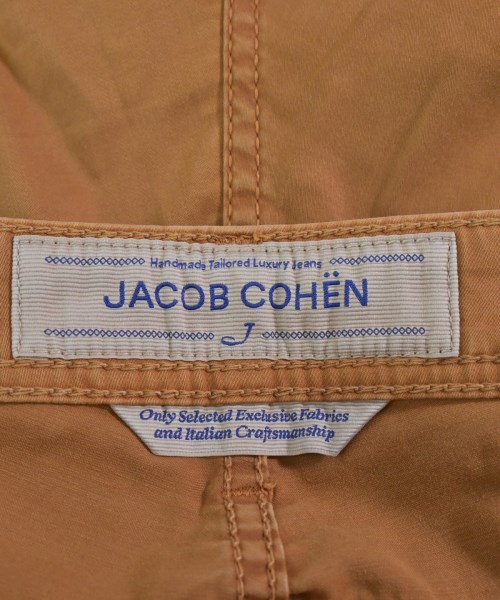 Handmade Tailored Luxury Jeans
JACOB COHËN
J
Only Selected Exclusive Fabrics
and Italian Craftsmanship